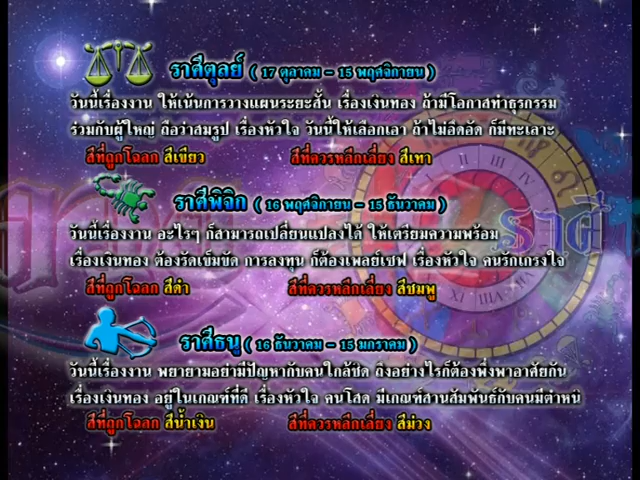 ราศีตุลย์ ( 17 ตุลาคม – 15 พฤศจิกายน )
วันนี้เรื่องงาน ให้เน้นการวางแผนระยะสั้น เรื่องเงินทอง ถ้ามีโอกาสทำธุรกรรม
ร่วมกับผู้ใหญ่ ถือว่าสมรูป เรื่องหัวใจ วันนี้ให้เลือกเอา ถ้าไม่อึดอัด ก็มีทะเลาะ
สีที่ถูกโฉลก สีเขียว สีที่ควรหลีกเลี่ยง สีเทา
ราศีพิจิก ( 16 พฤศจิกายน – 15 ธันวาคม )
วันนี้เรื่องงาน อะไรๆ ก็สามารถเปลี่ยนแปลงได้ ให้เตรียมความพร้อม
เรื่องเงินทอง ต้องรัดเข็มขัด การลงทุน ก็ต้องเพลย์เซฟ เรื่องหัวใจ คนรักเกรงใจ
สีที่ถูกโฉลก สีดำ สีที่ควรหลีกเลี่ยง สีชมพู
ราศีธนู ( 16 ธันวาคม – 15 มกราคม )
วันนี้เรื่องงาน พยายามอย่ามีปัญหากับคนใกล้ชิด ถึงอย่างไรก็ต้องพึ่งพาอาศัยกัน
เรื่องเงินทอง อยู่ในเกณฑ์ที่ดี เรื่องหัวใจ คนโสด มีเกณฑ์สานสัมพันธ์กับคนมีตำหนิ
สีที่ถูกโฉลก สีน้ำเงิน สีที่ควรหลีกเลี่ยง สีม่วง
ราศี